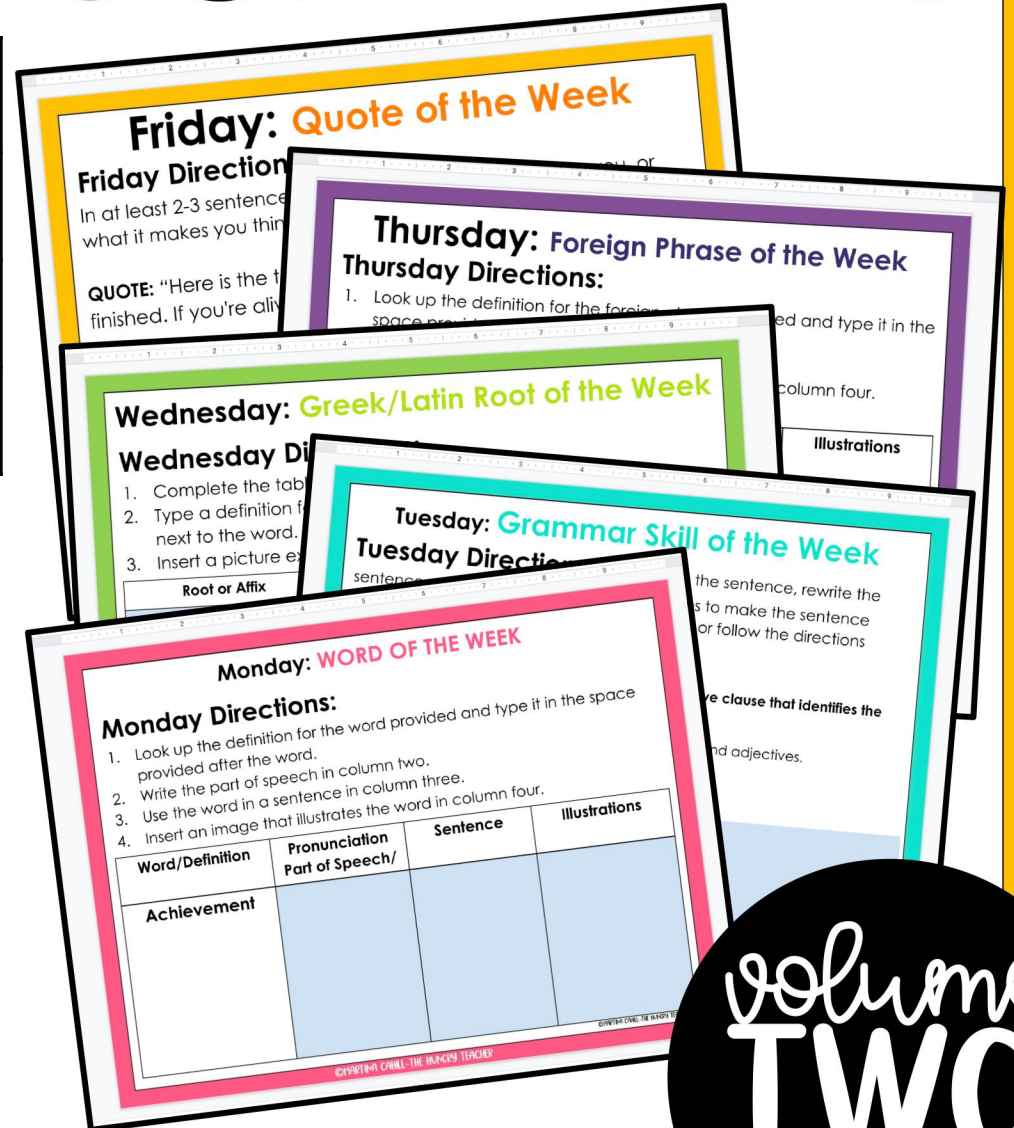 Friday: Quote of the Week
Friday Direction
In at least 2-3 sentence
what it makes you thin
QUOTE: "Here is the t
finished. If you're aliv
Thursday: Foreign Phrase of the Week
Thursday Directions:
1. Look up the definition for the foreign
ed and type it in the
space
column four.
Illustrations
Wednesday: Greek/Latin Root of the Week
Wednesday Di
1. Complete the tabl
2. Type a definition f
next to the word.
3. Insert a picture ex
Root or Affix
Tuesday: Grammar Skill of the Week
Tuesday Directio
sentence
the sentence, rewrite the
s to make the sentence
or follow the directions
ve clause that identifies the
nd adjectives.
Monday: WORD OF THE WEEK
Monday Directions:
1. Look up the definition for the word provided and type it in the space
provided after the word.
2. Write the part of speech in column two.
3. Use the word in a sentence in column three.
4. Insert an image that illustrates the word in column four.
Word/Definition
Pronunciation
Part of Speech/
Sentence
Illustrations
Achievement
©MARTINA CAHILL-THE HUNGRY TE
©MARTINA CAHILL-THE HUNGRY TEACHER
volume
TWO